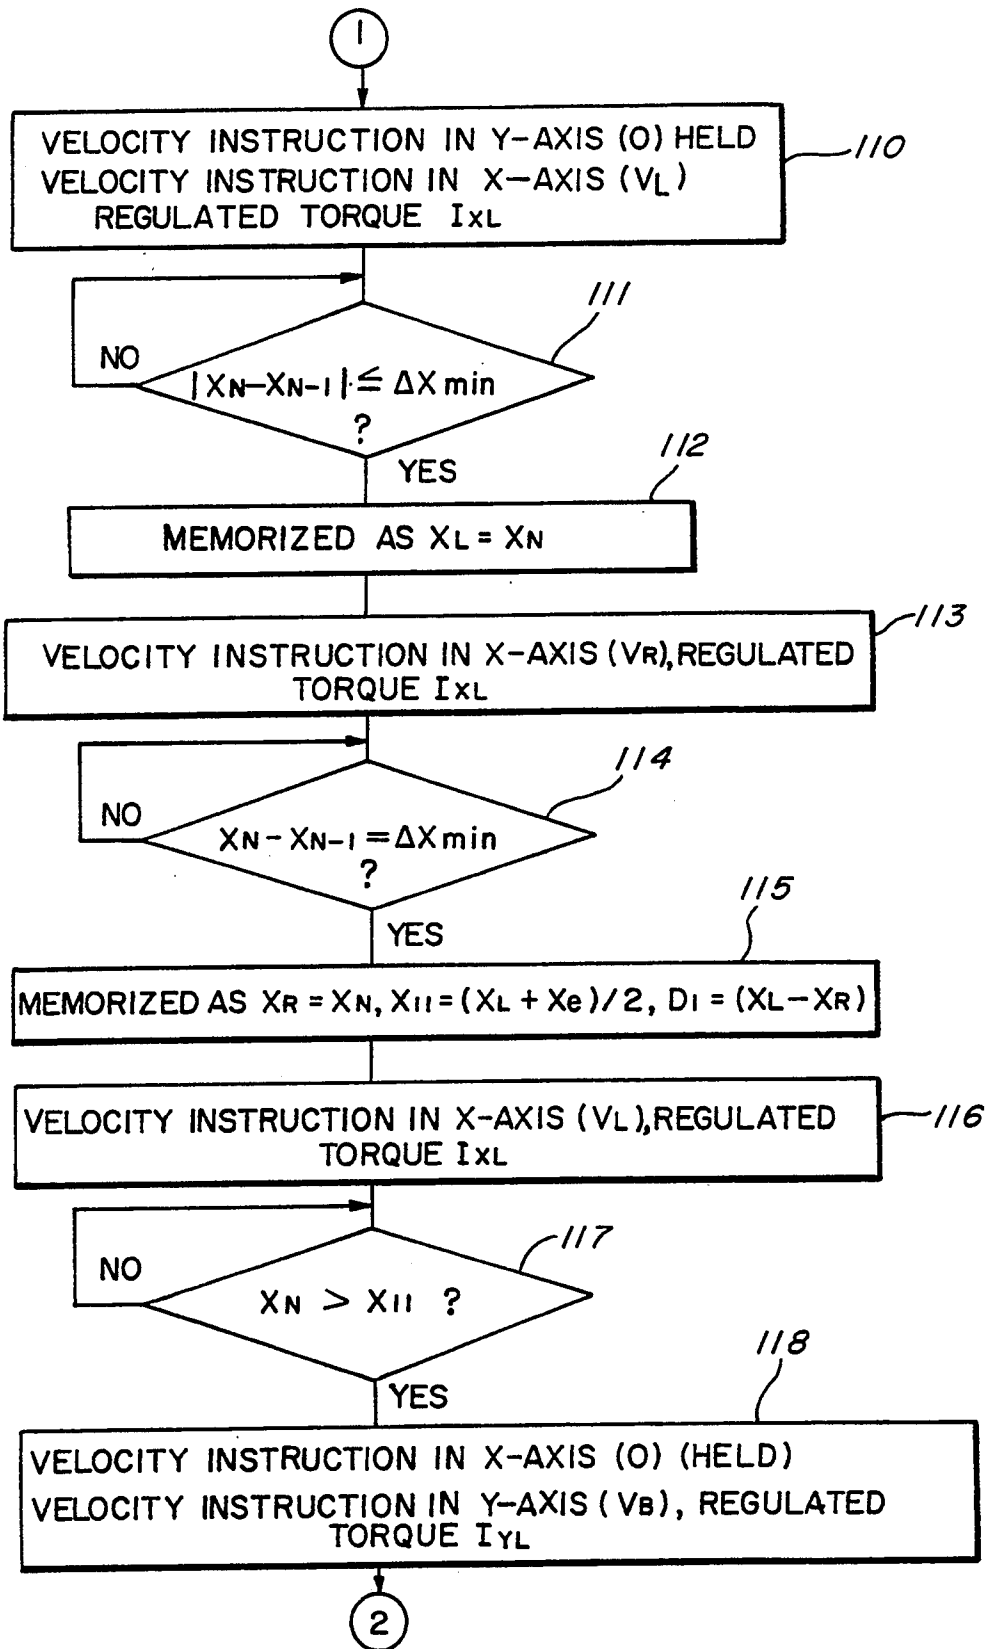 1
VELOCITY INSTRUCTION IN Y-AXIS (0) HELD
VELOCITY INSTRUCTION IN X-AXIS (VL)
REGULATED TORQUE IXL
110
111
NO
|XN-XN-1| ≦ ΔXmin
?
YES
112
MEMORIZED AS XL = XN
113
VELOCITY INSTRUCTION IN X-AXIS (VR), REGULATED
TORQUE IXL
114
NO
XN-XN-1 = ΔXmin
?
YES
115
MEMORIZED AS XR = XN, X11 = (XL + Xe)/2, D1 = (XL-XR)
VELOCITY INSTRUCTION IN X-AXIS (VL), REGULATED
TORQUE IXL
116
117
NO
XN > X11 ?
YES
118
VELOCITY INSTRUCTION IN X-AXIS (0) (HELD)
VELOCITY INSTRUCTION IN Y-AXIS (VB), REGULATED
TORQUE IYL
2